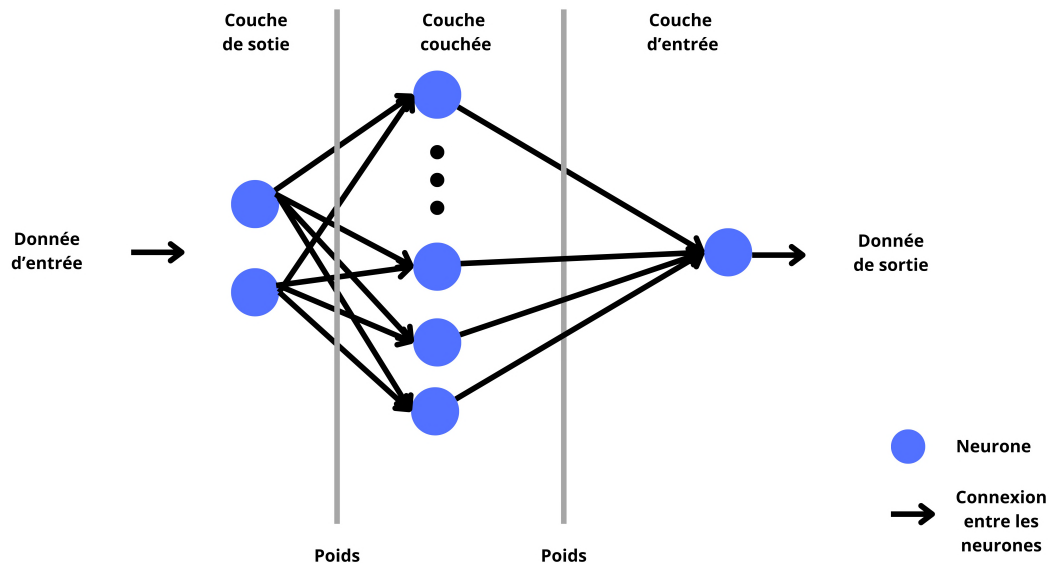 Couche
de sotie
Couche
couchée
Couche
d’entrée
Donnée
d’entrée
Donnée
de sortie
Neurone
Connexion
entre les
neurones
Poids
Poids